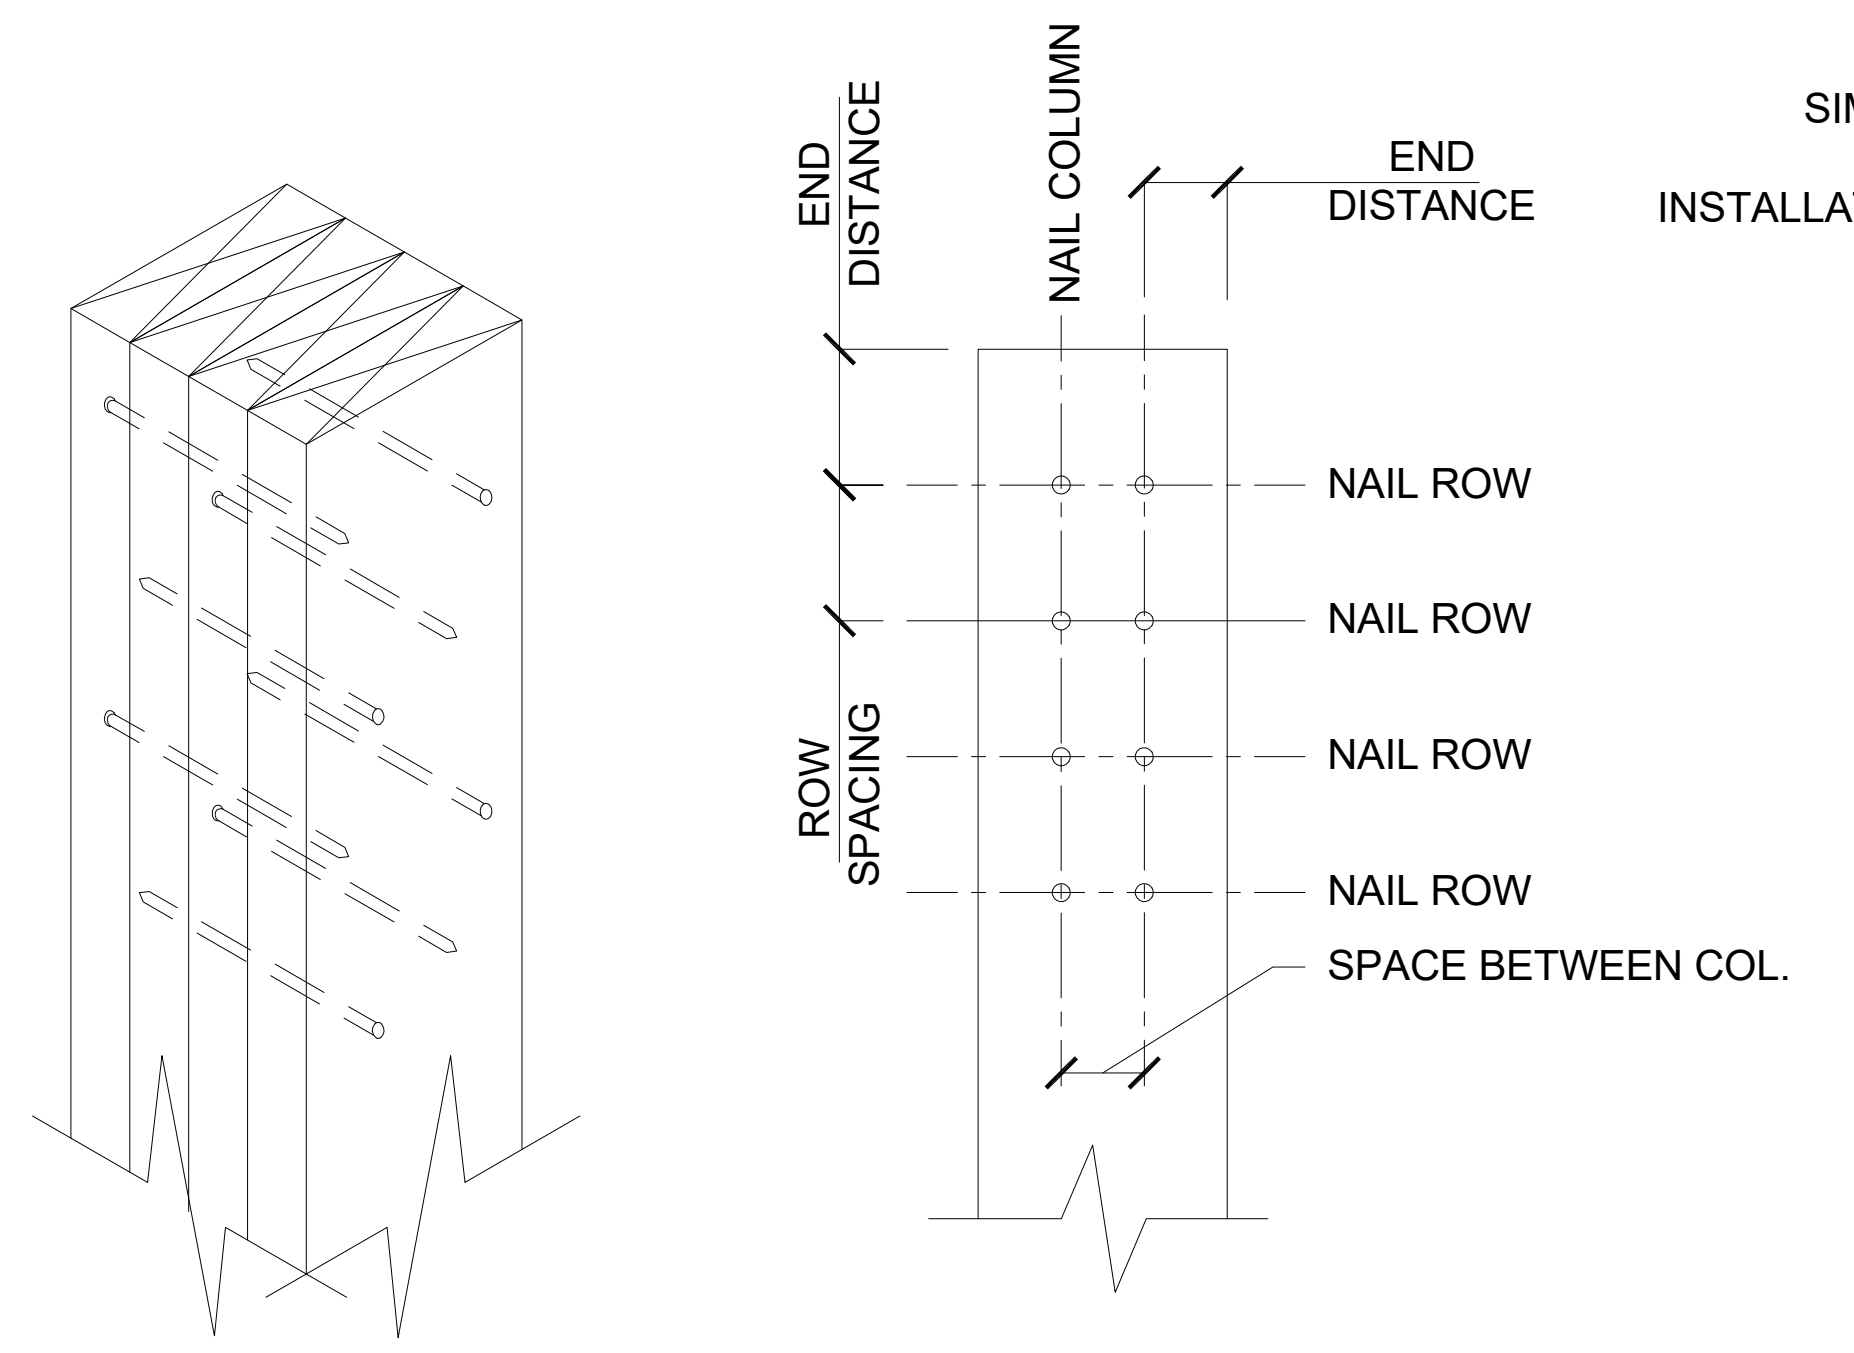 END
DISTANCE
NAIL COLUMN
END
DISTANCE
NAIL ROW
NAIL ROW
NAIL ROW
NAIL ROW
ROW
SPACING
SPACE BETWEEN COL.